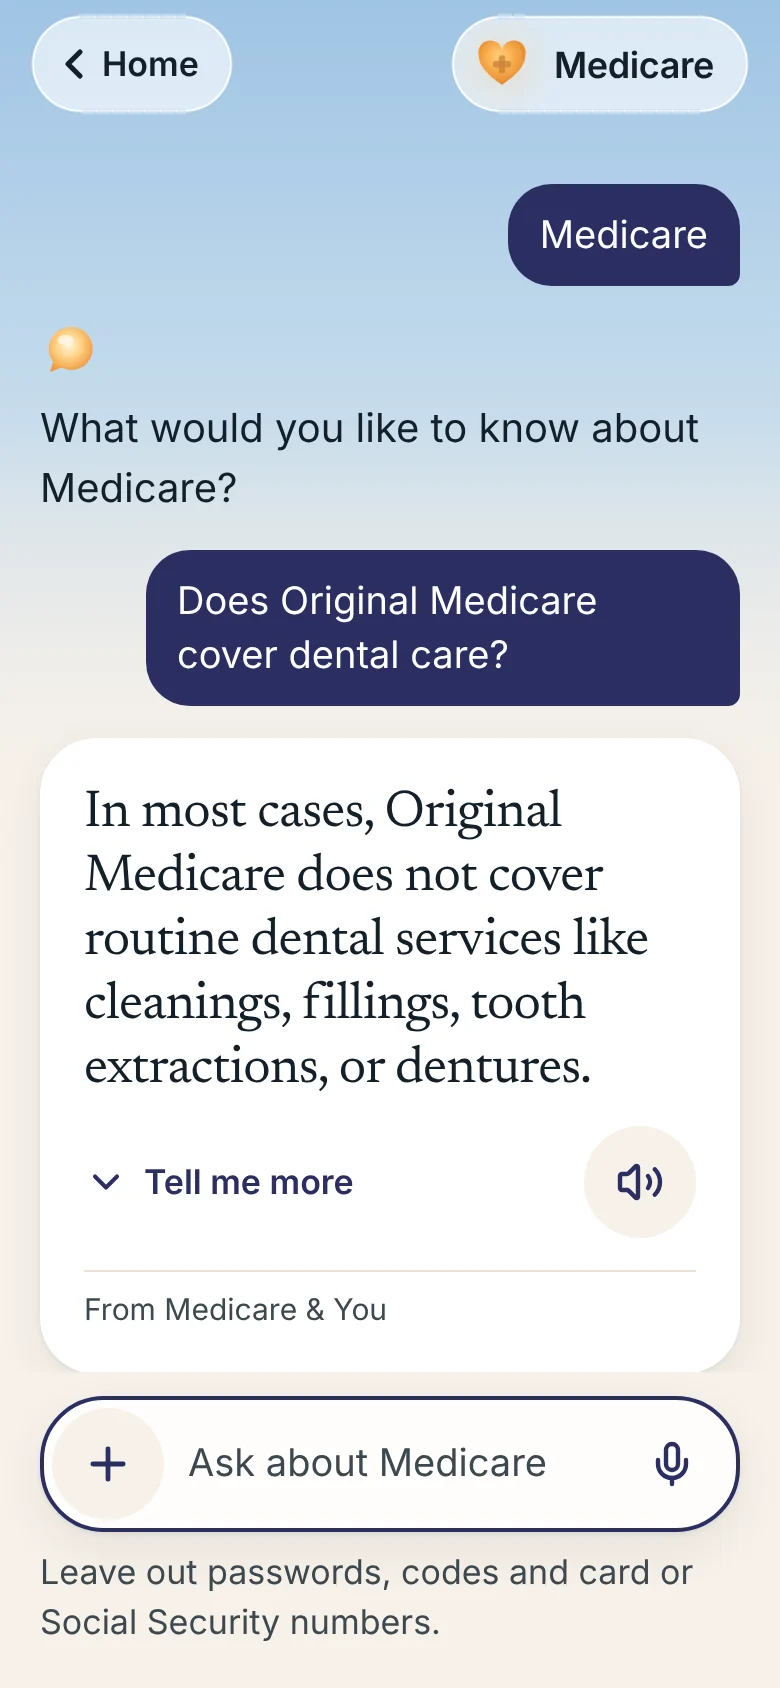 Home
Medicare
Medicare
What would you like to know about
Medicare?
Does Original Medicare
cover dental care?
In most cases, Original
Medicare does not cover
routine dental services like
cleanings, fillings, tooth
extractions, or dentures.
Tell me more
From Medicare & You
Ask about Medicare
Leave out passwords, codes and card or
Social Security numbers.